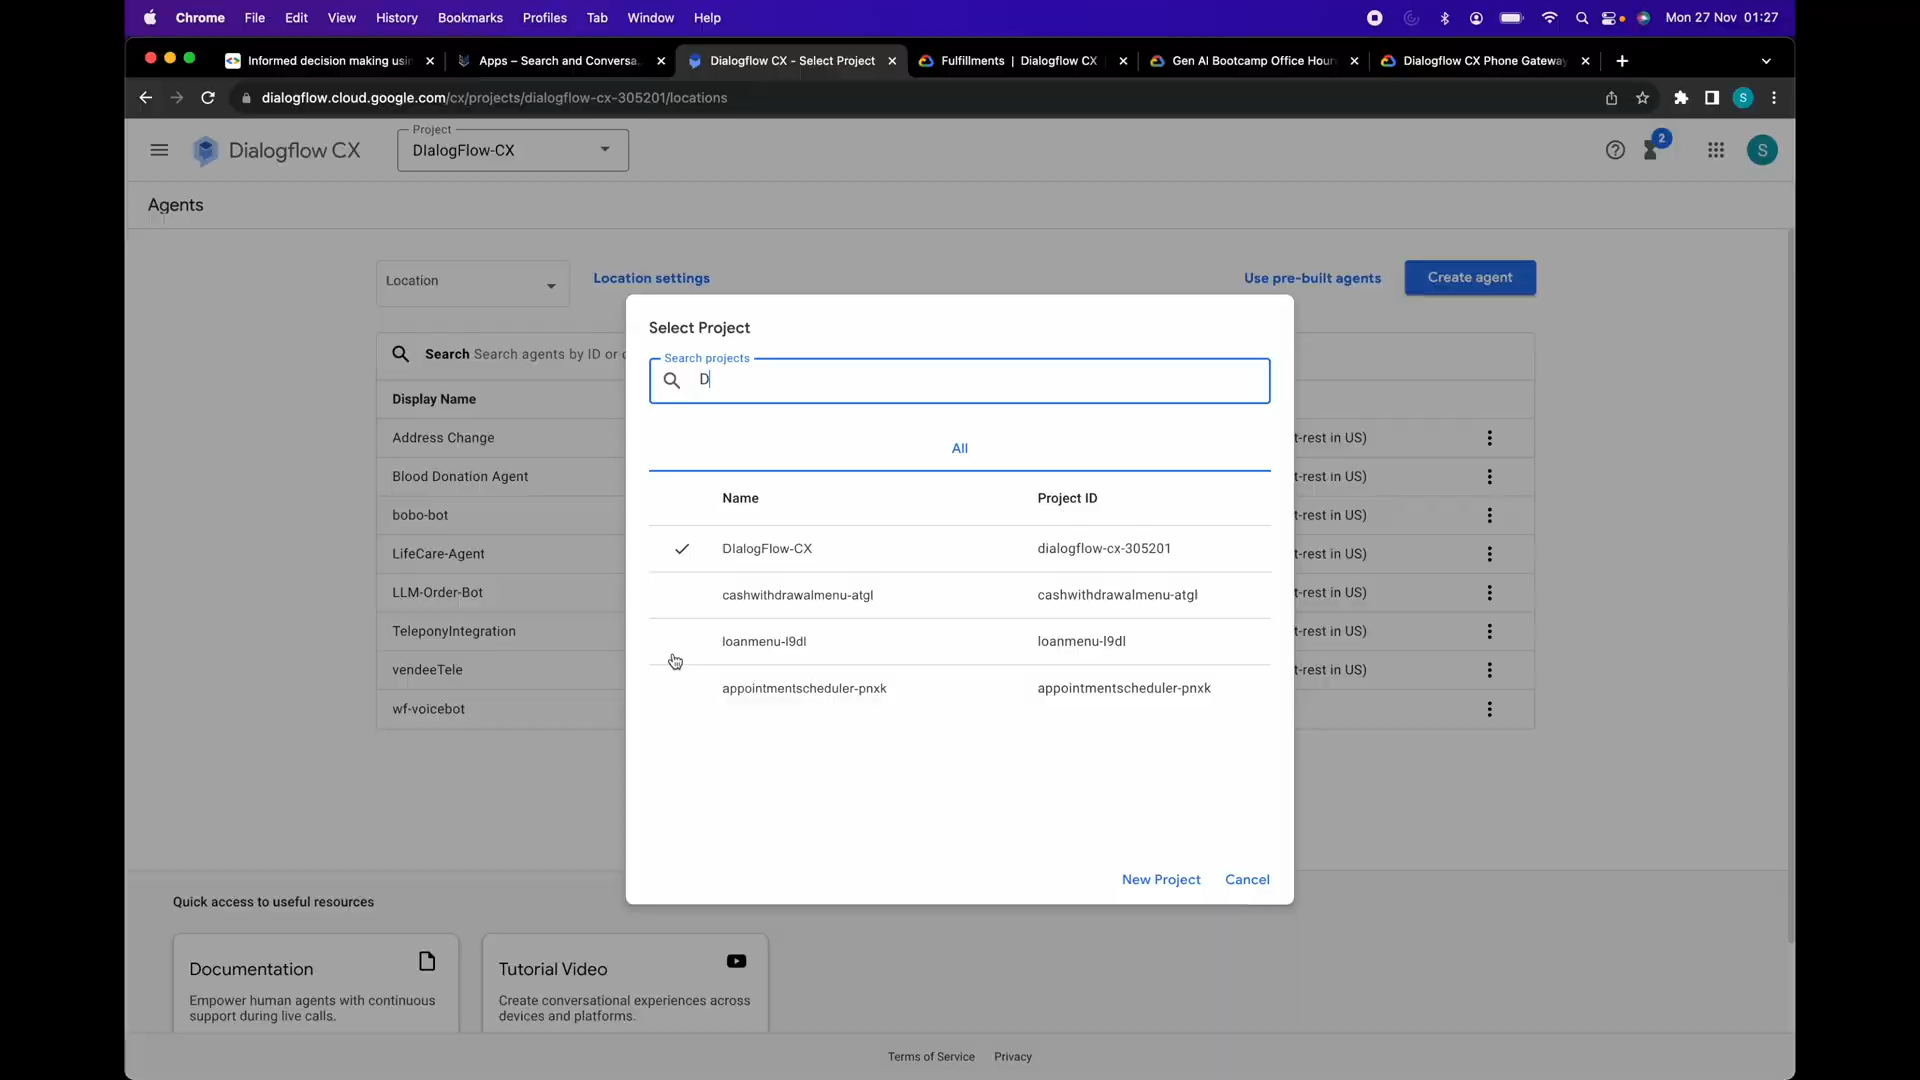 Chrome File Edit View History Bookmarks Profiles Tab Window Help Mon 27 Nov 01:27
Informed decision making usin Apps – Search and Conversa Dialogflow CX - Select Project Fulfillments | Dialogflow CX Gen AI Bootcamp Office Hour Dialogflow CX Phone Gateway
dialogflow.cloud.google.com/cx/projects/dialogflow-cx-305201/locations S
Project
Dialogflow CX DIalogFlow-CX 2 S
Agents
Location Location settings Use pre-built agents Create agent
Select Project
Search Search agents by ID or
Search projects
D
Display Name
Address Change t-rest in US)
All
Blood Donation Agent t-rest in US)
Name Project ID
bobo-bot t-rest in US)
DIalogFlow-CX dialogflow-cx-305201
LifeCare-Agent t-rest in US)
cashwithdrawalmenu-atgl cashwithdrawalmenu-atgl
LLM-Order-Bot t-rest in US)
TeleponyIntegration t-rest in US)
loanmenu-l9dl loanmenu-l9dl
vendeeTele t-rest in US)
appointmentscheduler-pnxk appointmentscheduler-pnxk
wf-voicebot
New Project Cancel
Quick access to useful resources
Documentation
Empower human agents with continuous
support during live calls.
Tutorial Video
Create conversational experiences across
devices and platforms.
Terms of Service Privacy